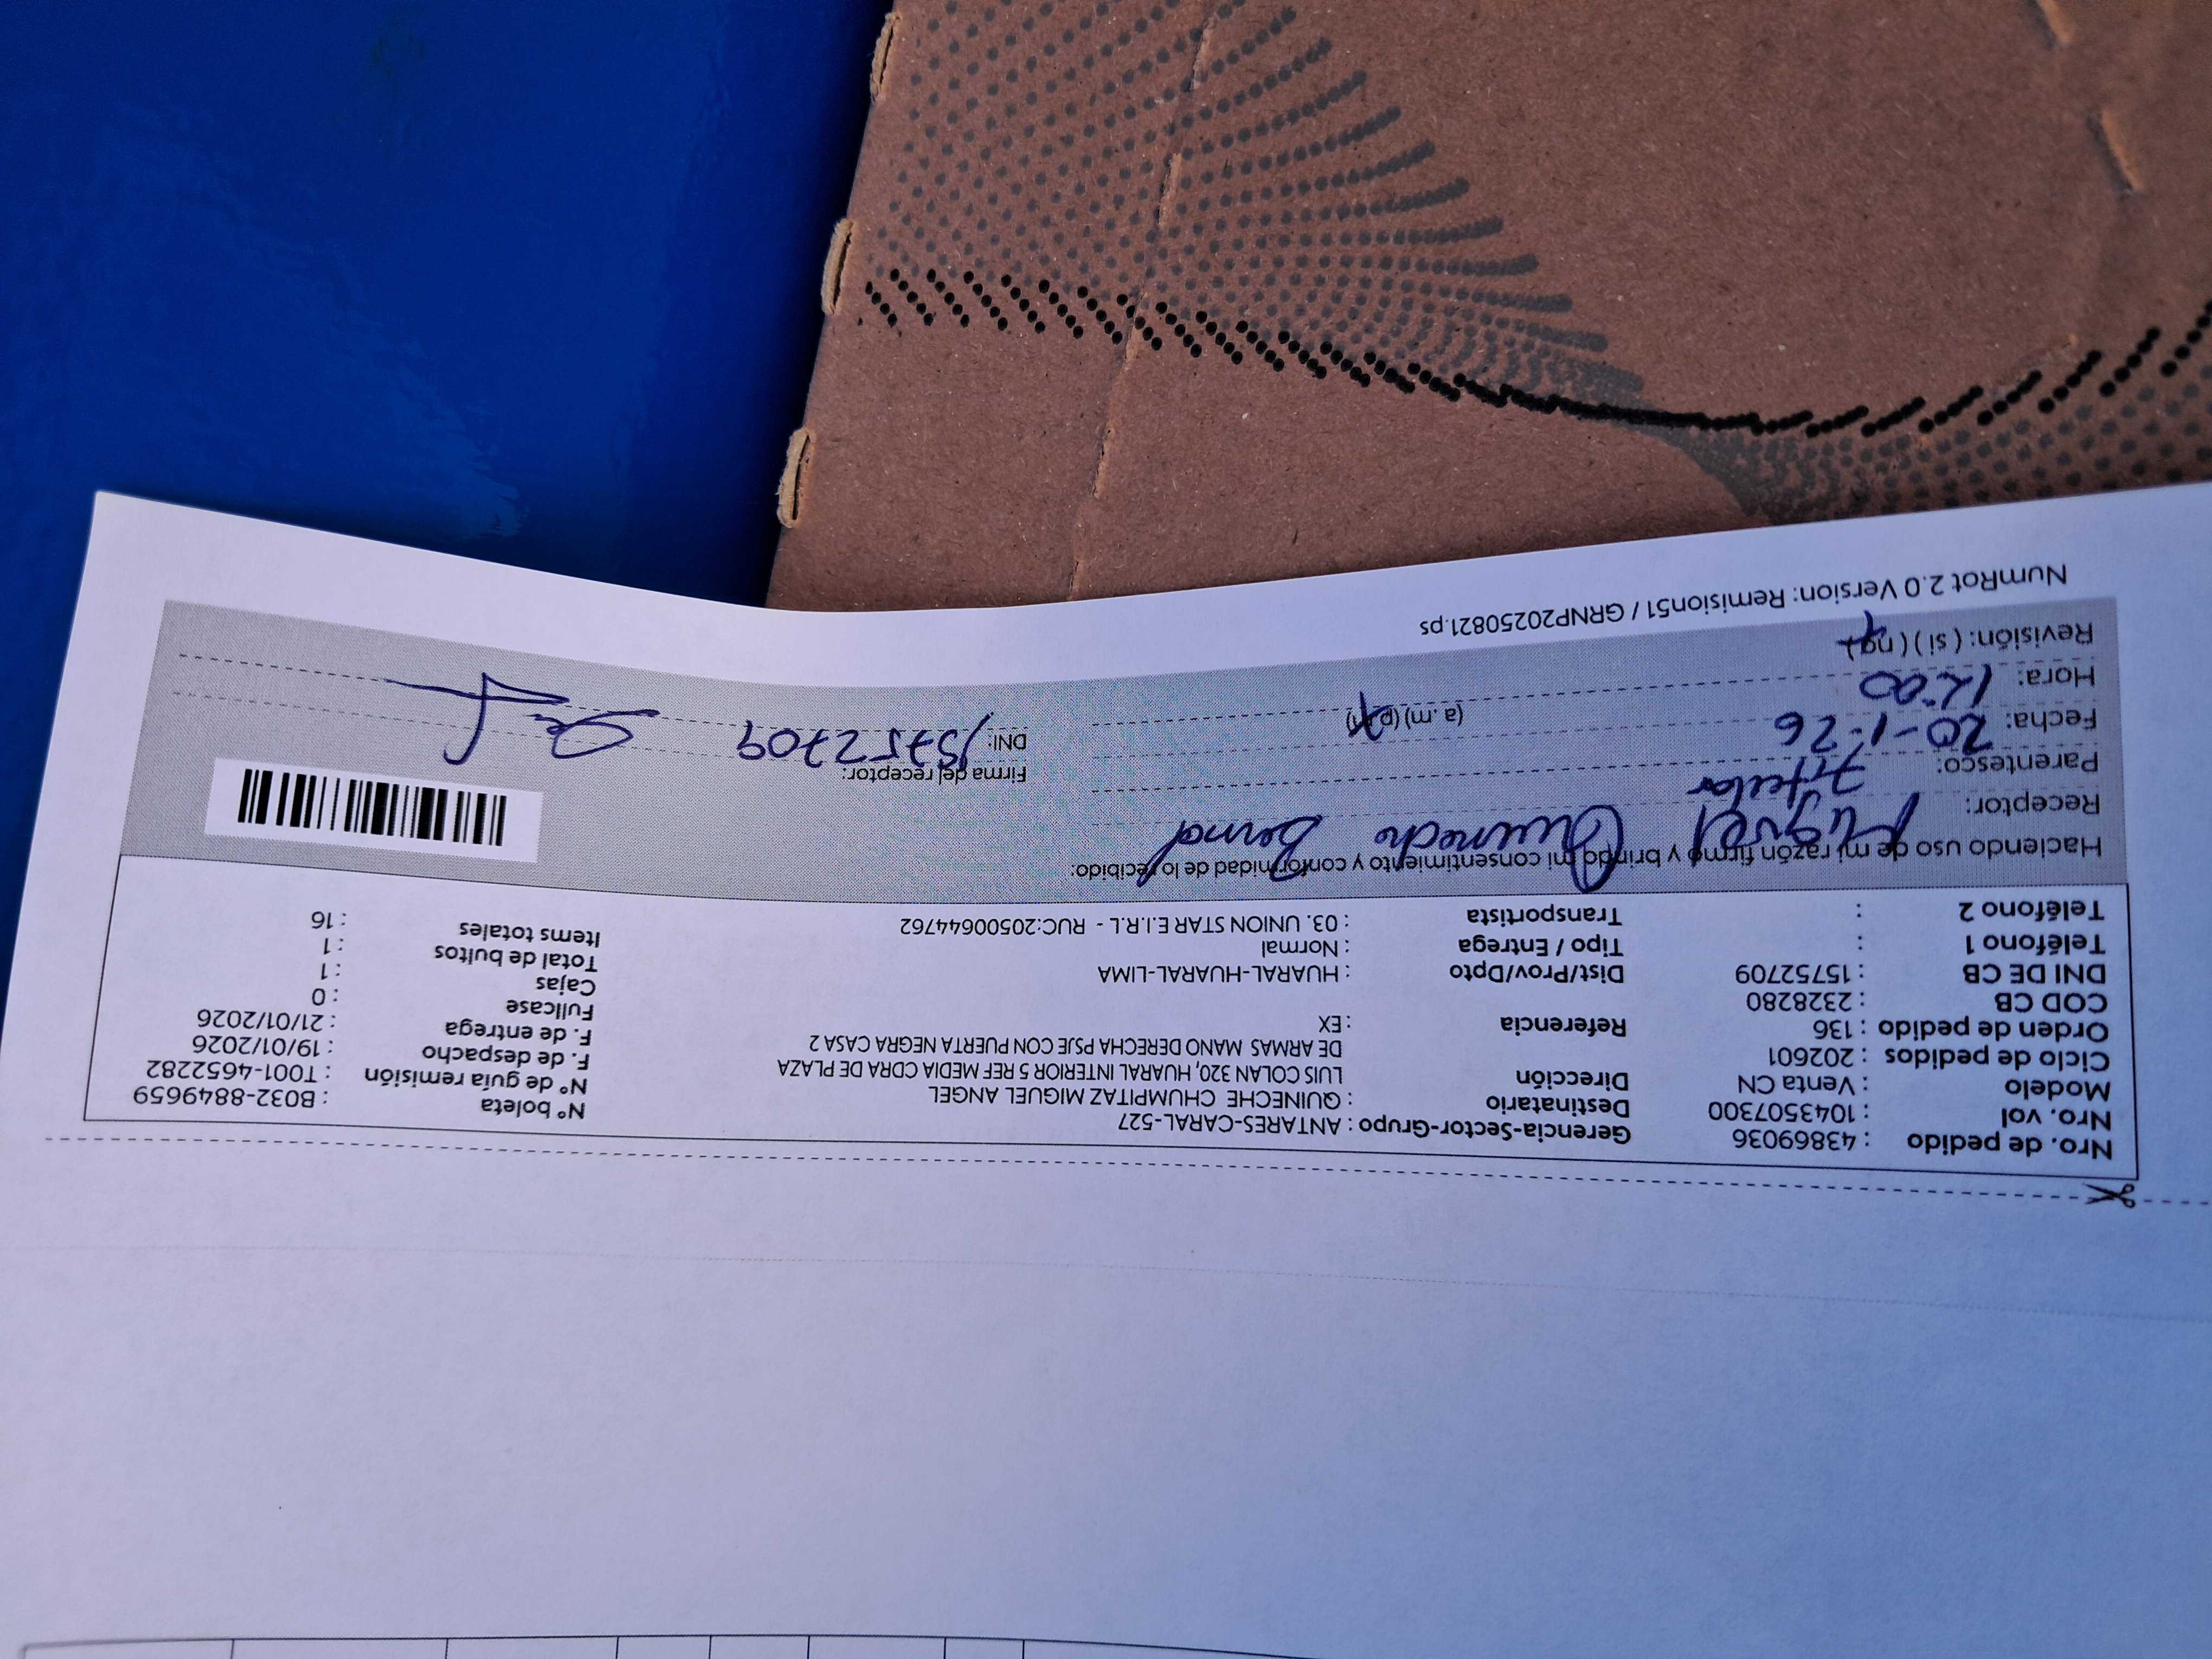 Nro. de pedido : 43869036 Gerencia-Sector-Grupo : ANTARES-CARAL-527 N° boleta : B032-8849659
Nro. vol : 1043507300 Destinatario : QUINECHE CHUMPITAZ MIGUEL ANGEL N° de guía remisión : T001-4652282
Modelo : Venta CN Dirección LUIS COLAN 320, HUARAL INTERIOR 5 REF MEDIA CDRA DE PLAZA F. de despacho : 19/01/2026
Ciclo de pedidos : 202601 DE ARMAS MANO DERECHA PSJE CON PUERTA NEGRA CASA 2 F. de entrega : 21/01/2026
Orden de pedido : 136 Referencia : EX Fullcase : 0
COD CB : 2328280 Cajas : 1
DNI DE CB : 15752709 Dist/Prov/Dpto : HUARAL-HUARAL-LIMA Total de bultos : 1
Teléfono 1 : Tipo / Entrega : Normal Items totales : 16
Teléfono 2 : Transportista : 03. UNION STAR E.I.R.L - RUC:20500644762
Haciendo uso de mi razón firmo y brindo mi consentimiento y conformidad de lo recibido:
Receptor: Miguel Quineche
Parentesco: Titular Firma del receptor:
Fecha: 20-1-26 DNI: 15752709
Hora: 12:00 (a. m) (p.m)
Revisión: ( si ) ( no )
NumRot 2.0 Version: Remision51 / GRNP20250821.ps